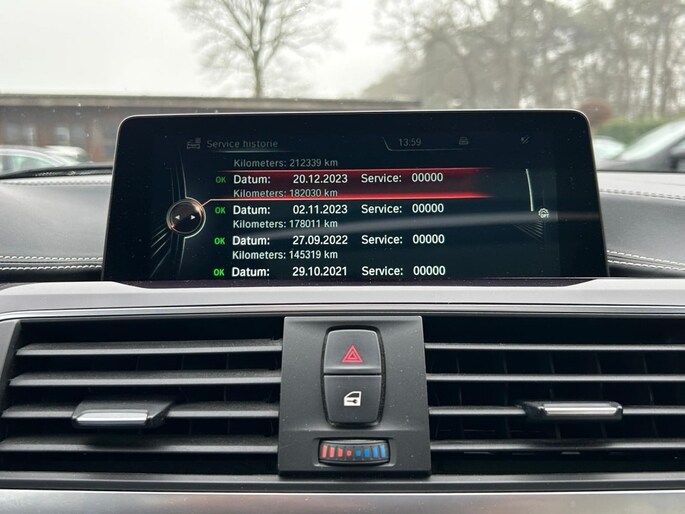 Service historie 13:59
Kilometers: 212339 km
OK Datum: 20.12.2023 Service: 00000
Kilometers: 182030 km
OK Datum: 02.11.2023 Service: 00000
Kilometers: 178011 km
OK Datum: 27.09.2022 Service: 00000
Kilometers: 145319 km
OK Datum: 29.10.2021 Service: 00000